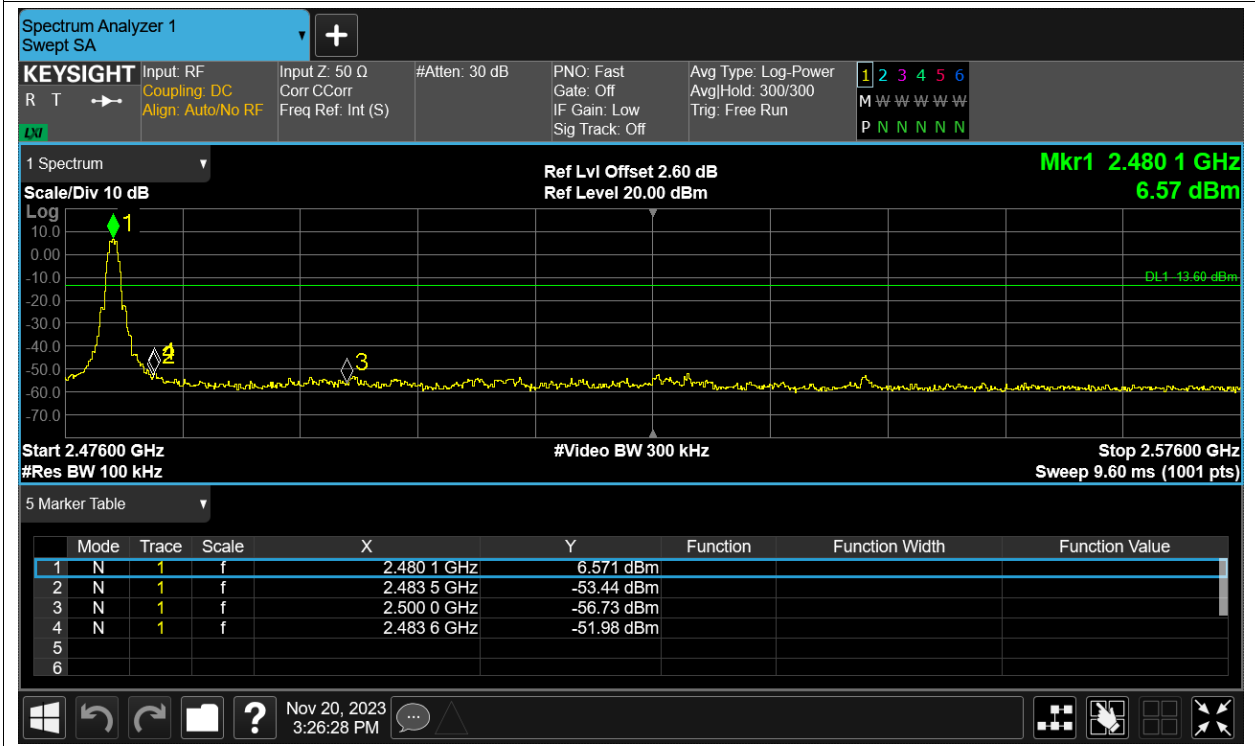 Spectrum Analyzer 1
Swept SA
+
KEYSIGHT
R T
LXI
Input: RF
Coupling: DC
Align: Auto/No RF
Input Z: 50 Ω
Corr CCorr
Freq Ref: Int (S)
#Atten: 30 dB
PNO: Fast
Gate: Off
IF Gain: Low
Sig Track: Off
Avg Type: Log-Power
Avg|Hold: 300/300
Trig: Free Run
1 2 3 4 5 6
M W W W W W
P N N N N N
1 Spectrum
Scale/Div 10 dB
Ref Lvl Offset 2.60 dB
Ref Level 20.00 dBm
Mkr1 2.480 1 GHz
6.57 dBm
Log
10.0
0.00
-10.0
-20.0
-30.0
-40.0
-50.0
-60.0
-70.0
1
2
3
4
DL1 -13.60 dBm
Start 2.47600 GHz
#Video BW 300 kHz
Stop 2.57600 GHz
#Res BW 100 kHz
Sweep 9.60 ms (1001 pts)
5 Marker Table
Mode Trace Scale X Y Function Function Width Function Value
1 N 1 f 2.480 1 GHz 6.571 dBm
2 N 1 f 2.483 5 GHz -53.44 dBm
3 N 1 f 2.500 0 GHz -56.73 dBm
4 N 1 f 2.483 6 GHz -51.98 dBm
5
6
?
Nov 20, 2023
3:26:28 PM